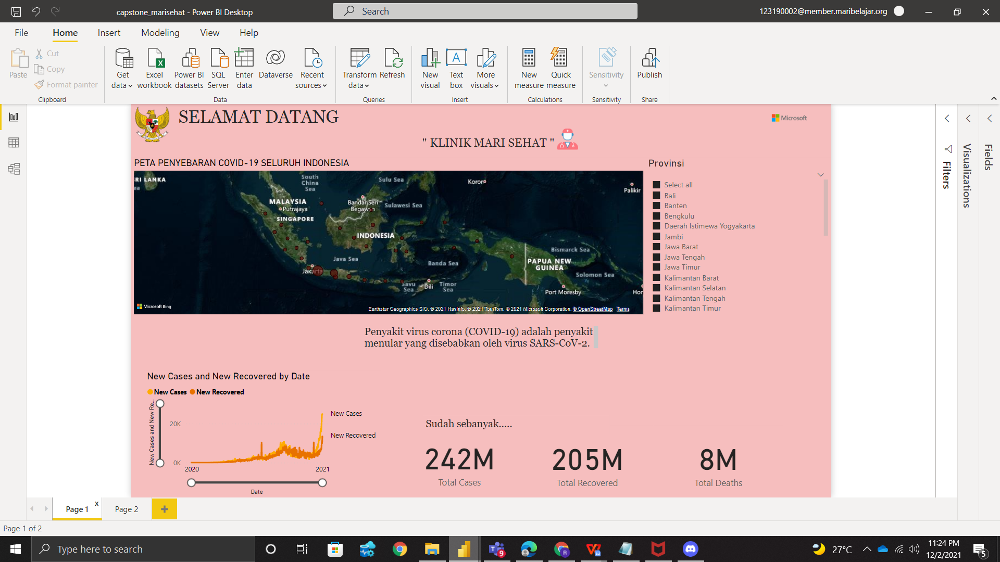 capstone_marisehat - Power BI Desktop
Search
123190002@member.maribelajar.org
File Home Insert Modeling View Help
Paste
Cut
Copy
Format painter
Clipboard
Get data
Excel workbook
Power BI datasets
SQL Server
Enter data
Dataverse
Recent sources
Data
Transform data
Refresh
Queries
New visual
Text box
More visuals
Insert
New measure
Quick measure
Calculations
Sensitivity
Sensitivity
Publish
Share
SELAMAT DATANG
Microsoft
" KLINIK MARI SEHAT "
PETA PENYEBARAN COVID-19 SELURUH INDONESIA
RI LANKA
ea
South China Sea
Sulu Sea
Koror
Palikir
MALAYSIA
Putrajaya
Bandar Seri Begawan
Sulawesi Sea
SINGAPORE
INDONESIA
Java Sea
Jakarta
Banda Sea
Bismarck Sea
PAPUA NEW GUINEA
Solomon Sea
Savu Sea
Dili
Timor Sea
Port Moresby
Hor
Microsoft Bing
Earthstar Geographics SIO, © 2021 NavInfo, © 2021 TomTom, © 2021 Microsoft Corporation, © OpenStreetMap Terms
Provinsi
Select all
Bali
Banten
Bengkulu
Daerah Istimewa Yogyakarta
Jambi
Jawa Barat
Jawa Tengah
Jawa Timur
Kalimantan Barat
Kalimantan Selatan
Kalimantan Tengah
Kalimantan Timur
Filters
Visualizations
Fields
Penyakit virus corona (COVID-19) adalah penyakit
menular yang disebabkan oleh virus SARS-CoV-2.
New Cases and New Recovered by Date
New Cases New Recovered
New Cases and New Re...
20K
0K
2020
2021
Date
New Cases
New Recovered
Sudah sebanyak.....
242M
Total Cases
205M
Total Recovered
8M
Total Deaths
Page 1 x
Page 2
+
Page 1 of 2
Type here to search
9
27°C
11:24 PM
12/2/2021
5